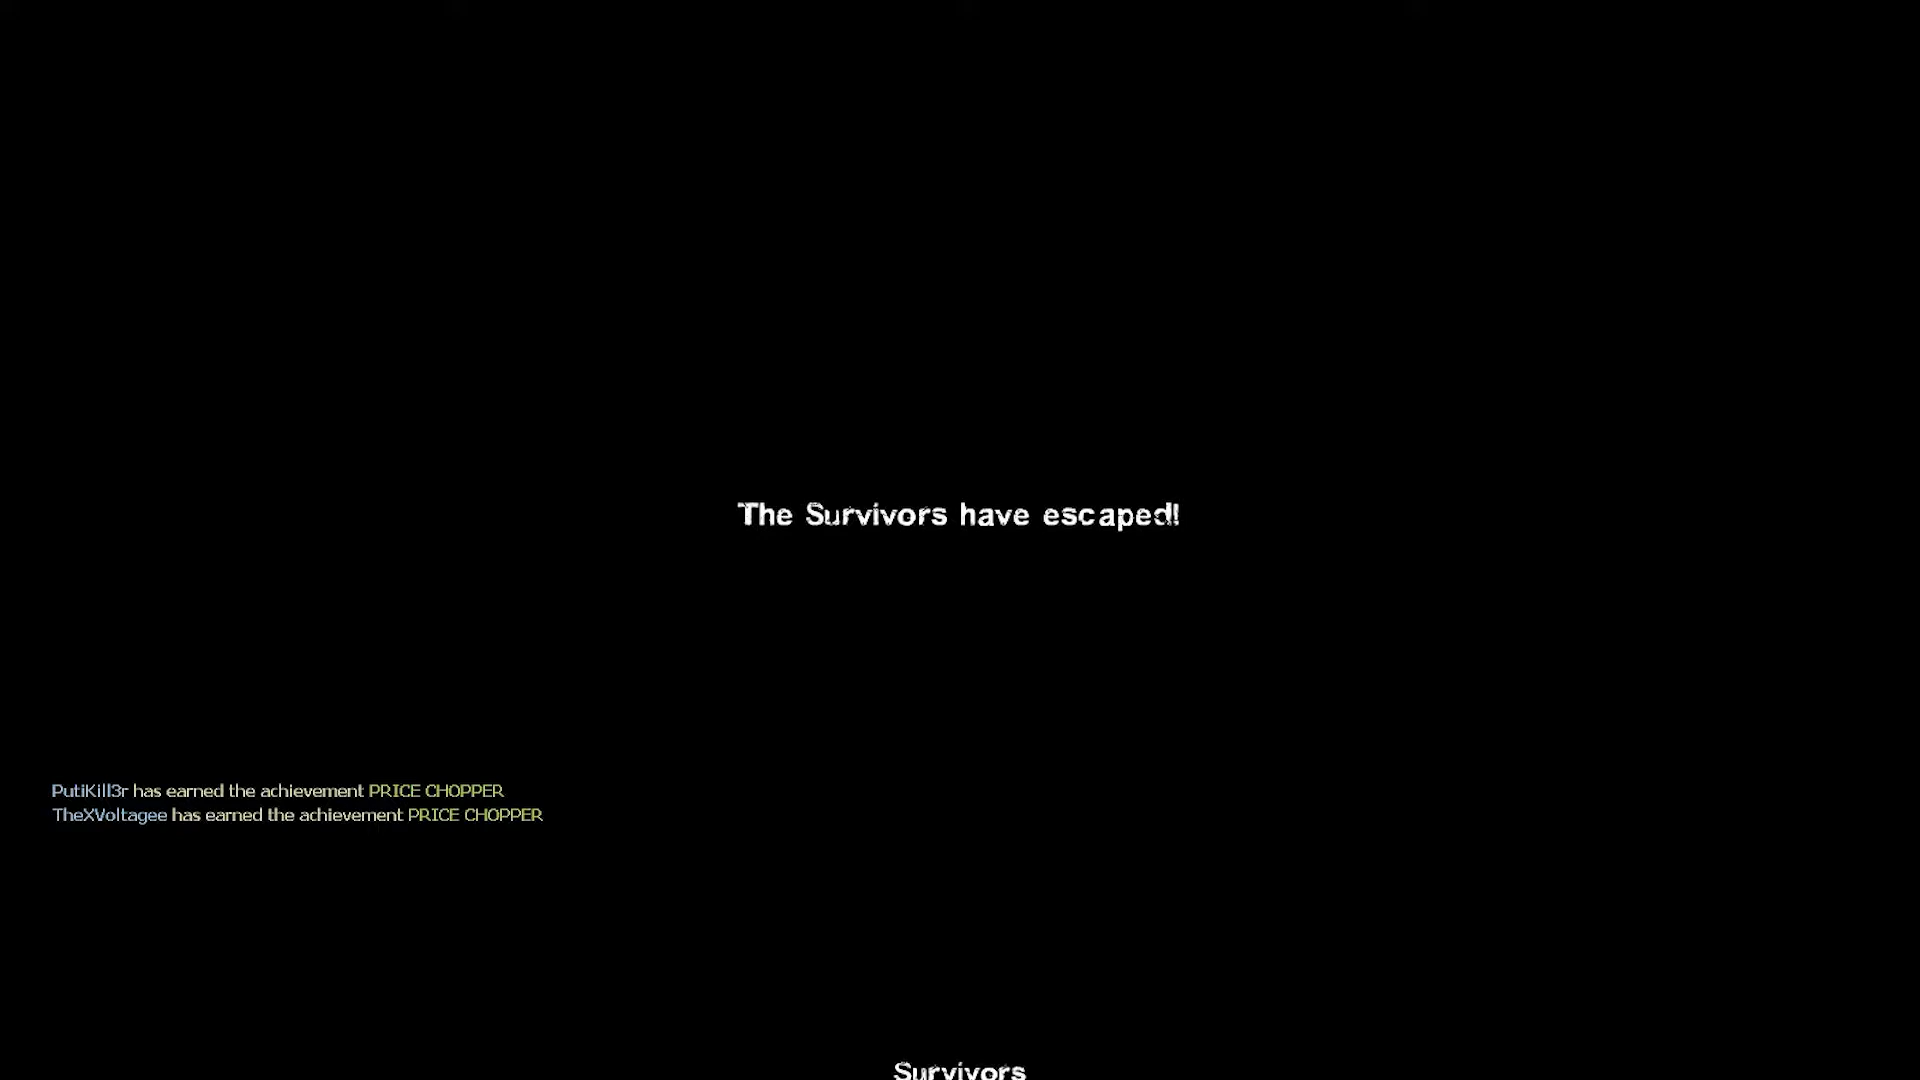 The Survivors have escaped!
PutiKill3r has earned the achievement PRICE CHOPPER
TheXVoltagee has earned the achievement PRICE CHOPPER
Survivors